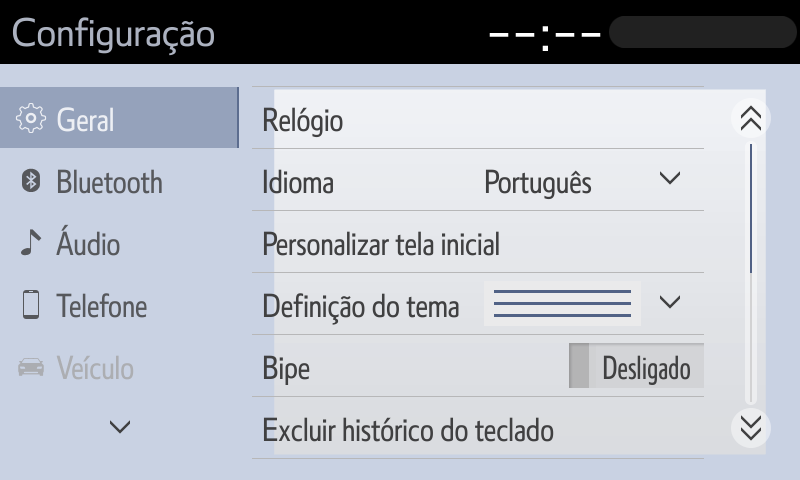 Configuração
--:--
Geral
Bluetooth
Áudio
Telefone
Veículo
Relógio
Idioma Português
Personalizar tela inicial
Definição do tema
Bipe Desligado
Excluir histórico do teclado